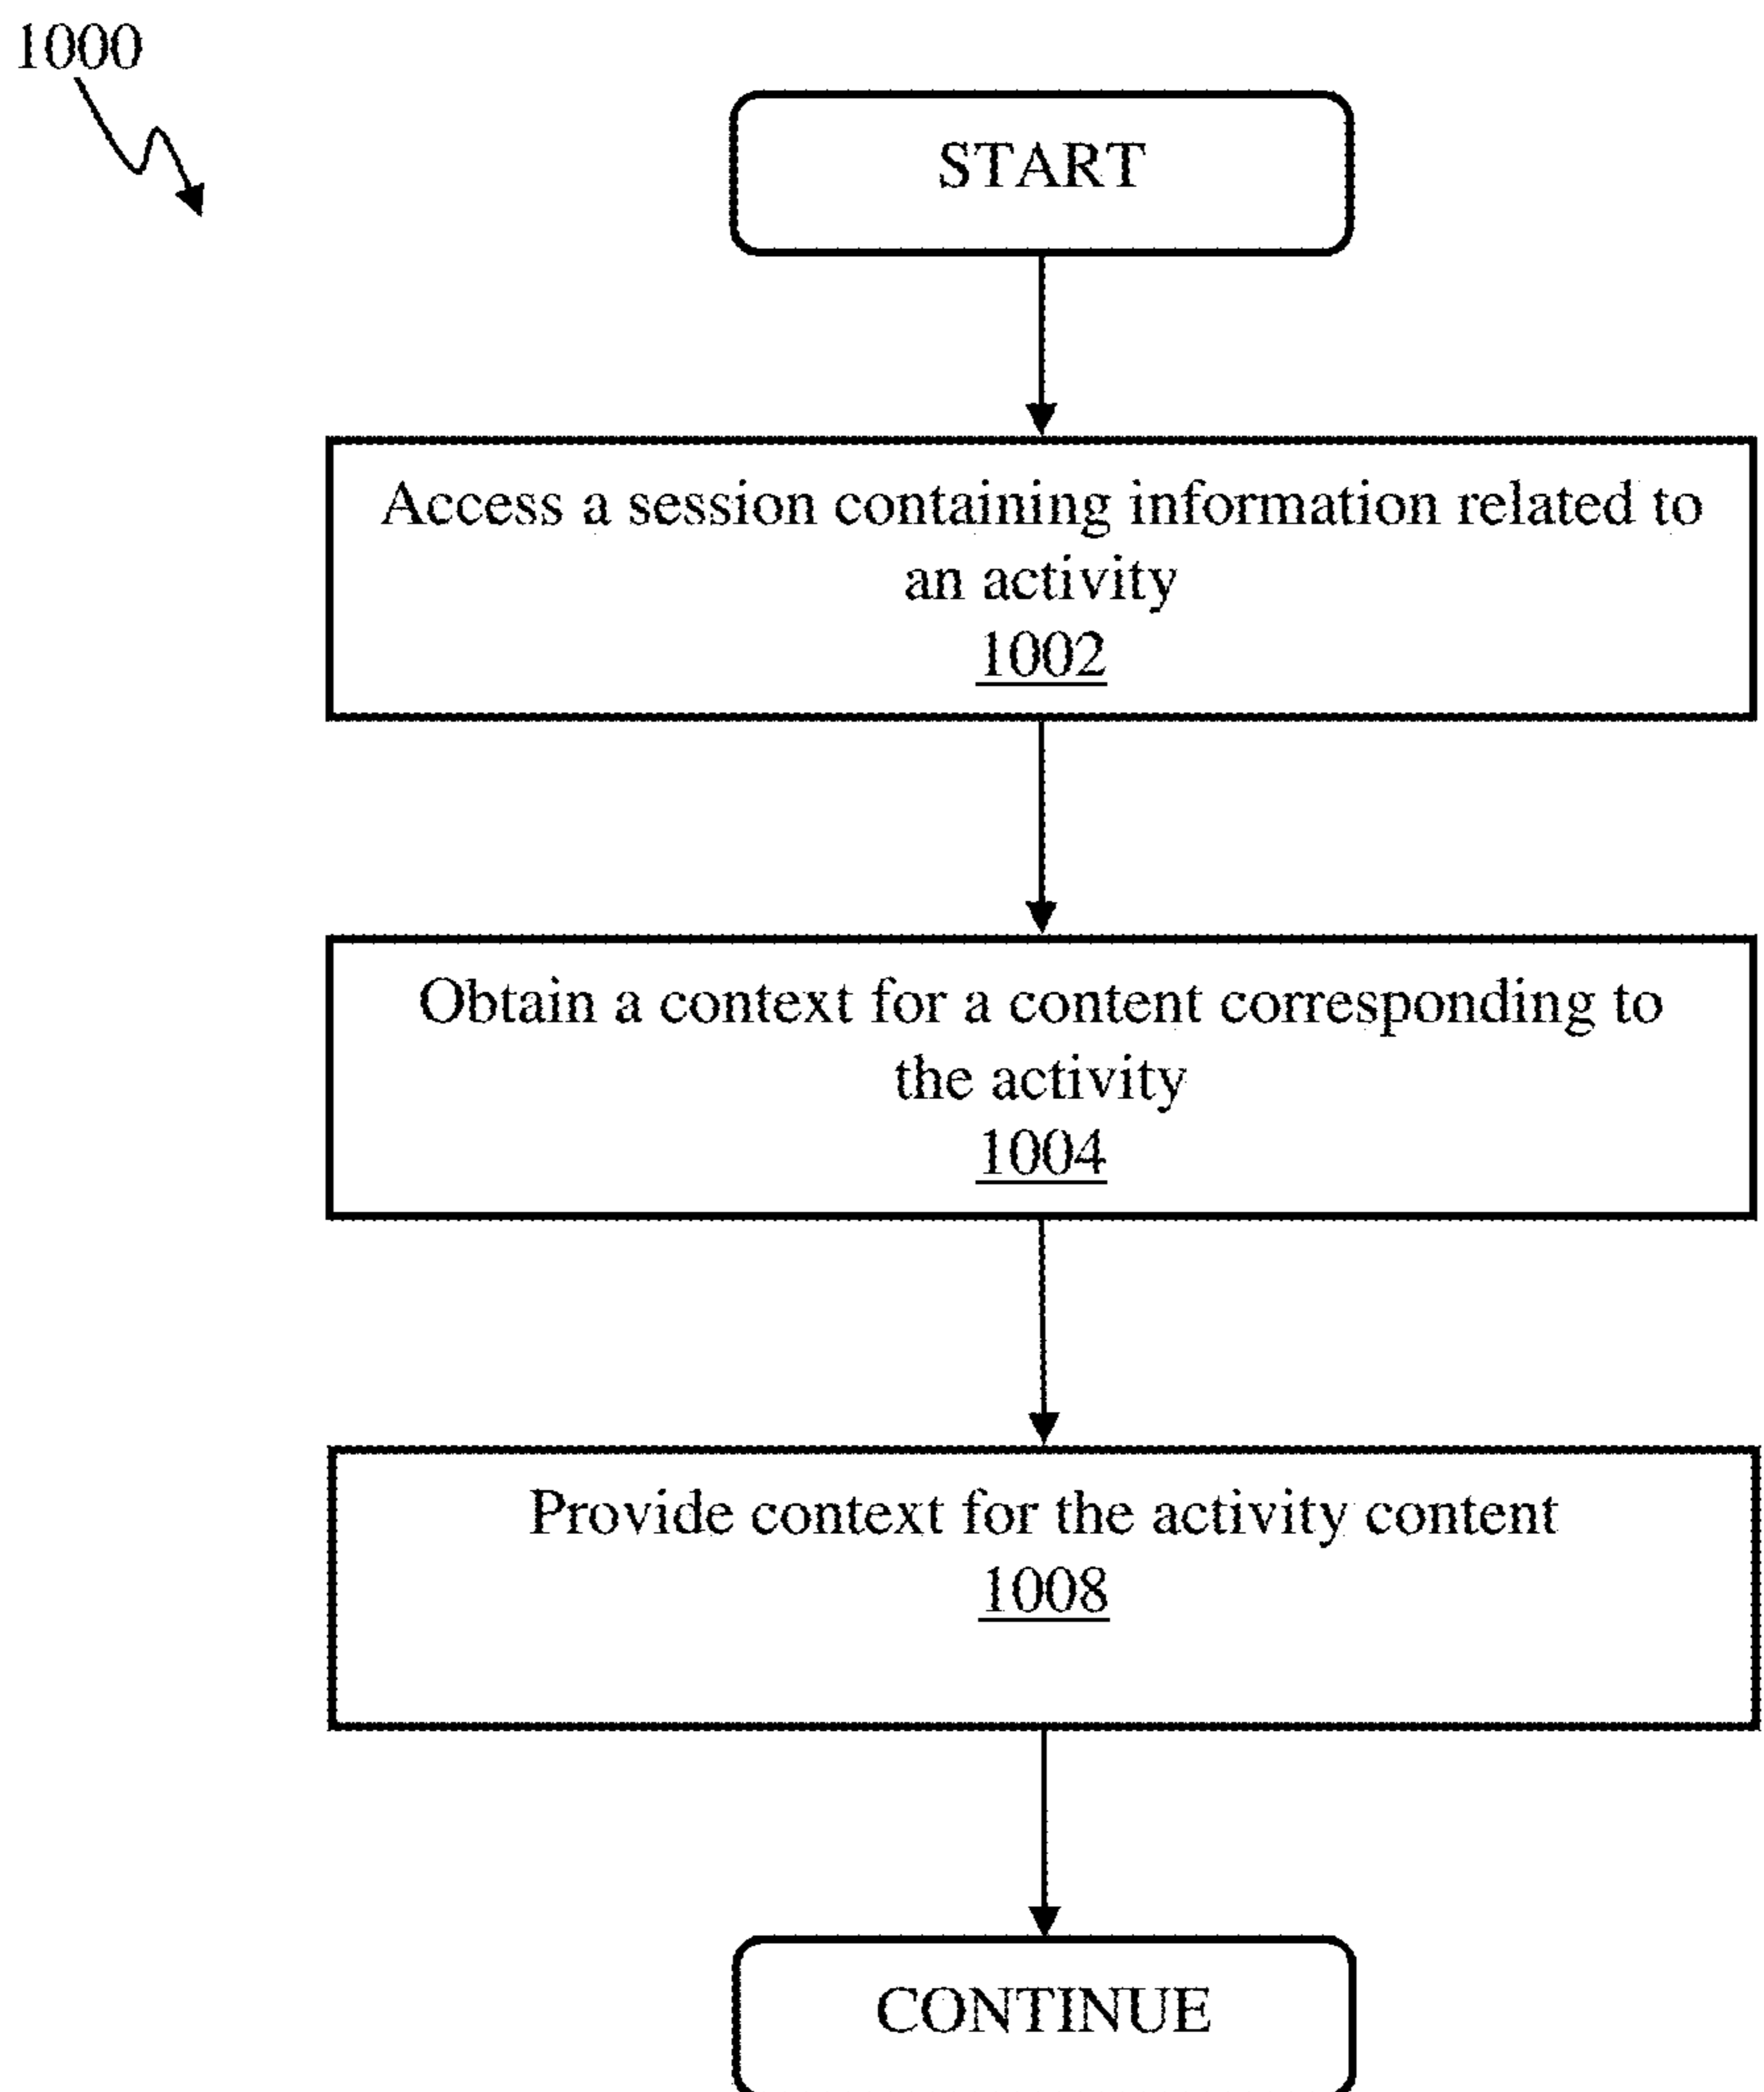 1000
START
Access a session containing information related to
an activity
1002
Obtain a context for a content corresponding to
the activity
1004
Provide context for the activity content
1008
CONTINUE